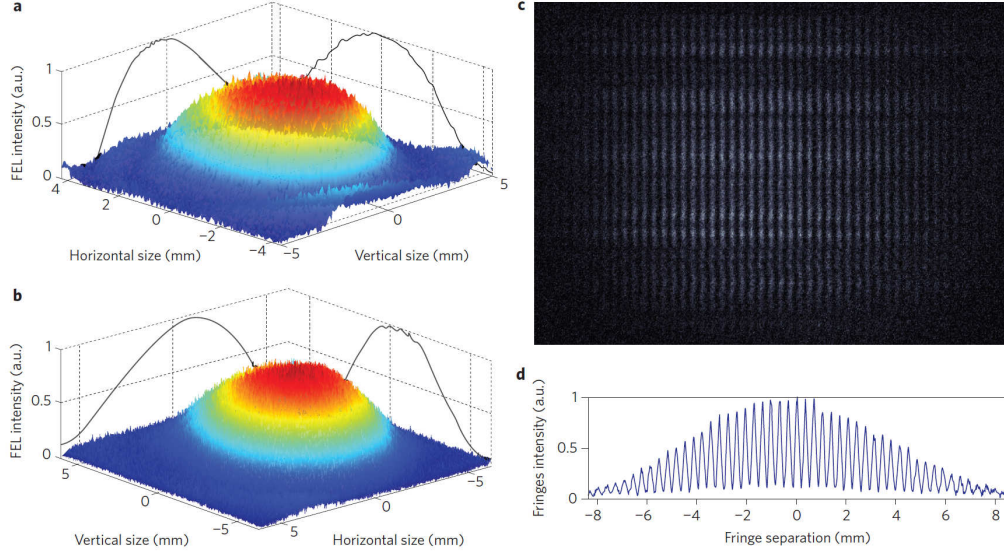 a
FEL intensity (a.u.)
1
0.5
0
4
2
0
−2
−4
Horizontal size (mm)
−5
0
5
Vertical size (mm)
b
FEL intensity (a.u.)
1
0.5
0
5
0
−5
Vertical size (mm)
5
0
−5
Horizontal size (mm)
c
d
Fringes intensity (a.u.)
1
0.5
0
−8 −6 −4 −2 0 2 4 6 8
Fringe separation (mm)